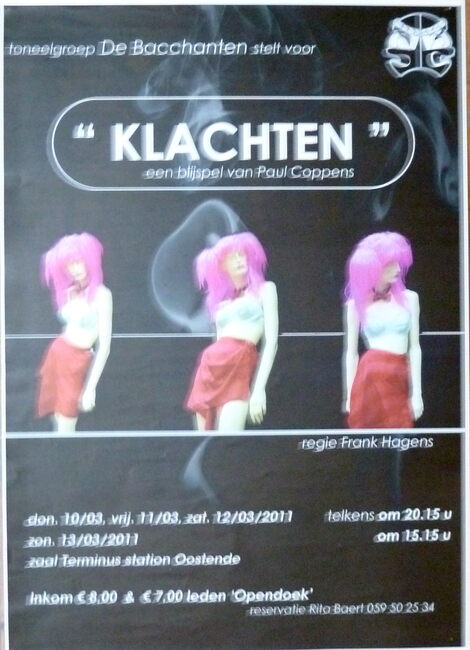 toneelgroep De Bacchanten stelt voor
“ KLACHTEN ”
een blijspel van Paul Coppens
regie Frank Hagens
don. 10/03, vrij. 11/03, zat. 12/03/2011 telkens om 20.15 u
zon. 13/03/2011 om 15.15 u
zaal Terminus station Oostende
Inkom € 8,00 & € 7,00 leden 'Opendoek'
reservatie Rita Baert 059 50 25 34